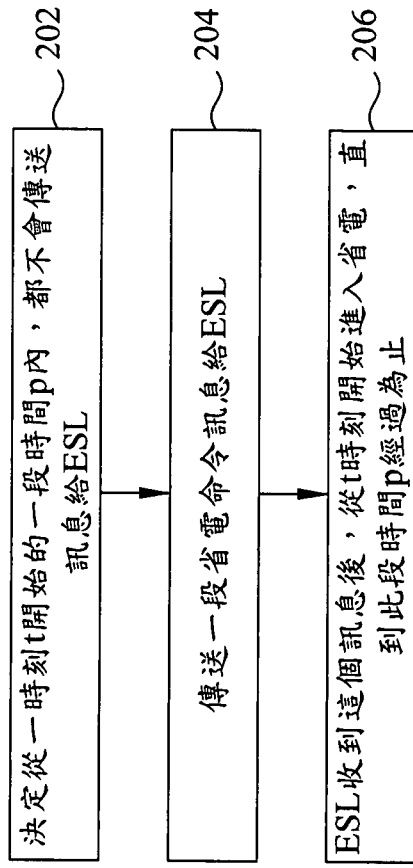 決定從一時刻t開始的一段時間p內，都不會傳送
訊息給ESL
202
傳送一段省電命令訊息給ESL
204
ESL收到這個訊息後，從t時刻開始進入省電，直
到此段時間p經過為止
206